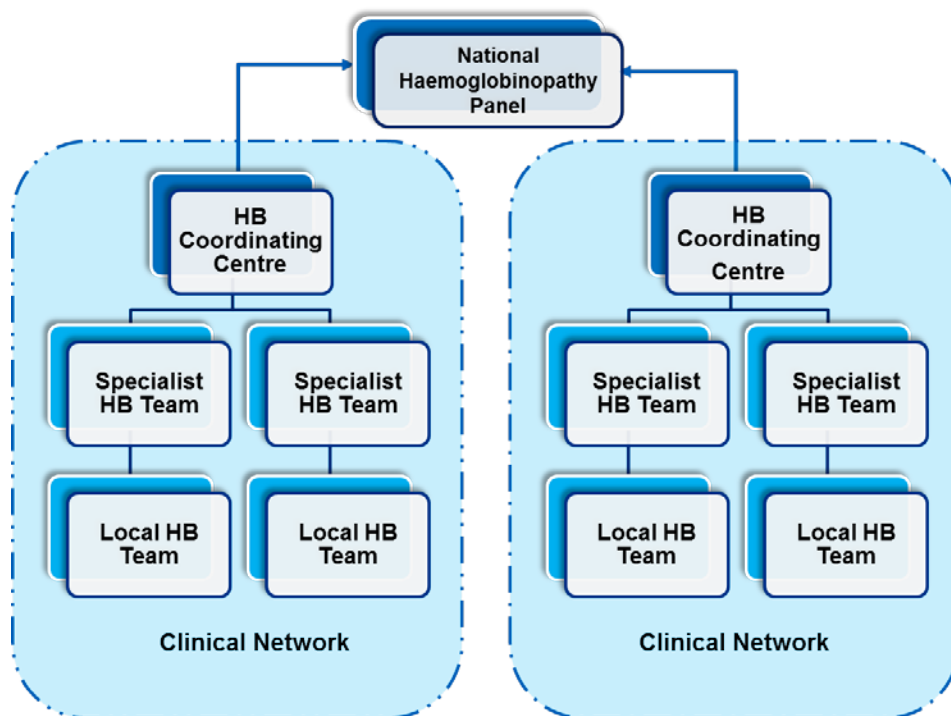 National
Haemoglobinopathy
Panel
HB
Coordinating
Centre
Specialist
HB Team
Specialist
HB Team
Local HB
Team
Local HB
Team
Clinical Network
HB
Coordinating
Centre
Specialist
HB Team
Specialist
HB Team
Local HB
Team
Local HB
Team
Clinical Network